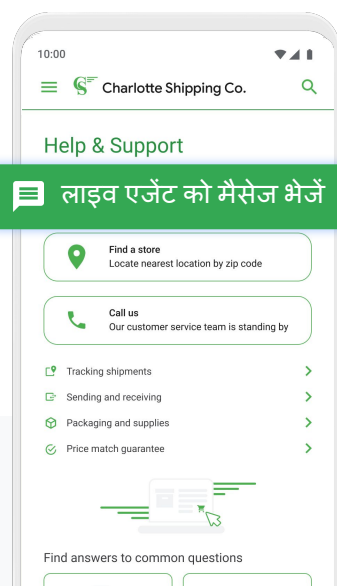 10:00
Charlotte Shipping Co.
Help & Support
लाइव एजेंट को मैसेज भेजें
Find a store
Locate nearest location by zip code
Call us
Our customer service team is standing by
Tracking shipments
Sending and receiving
Packaging and supplies
Price match guarantee
Find answers to common questions